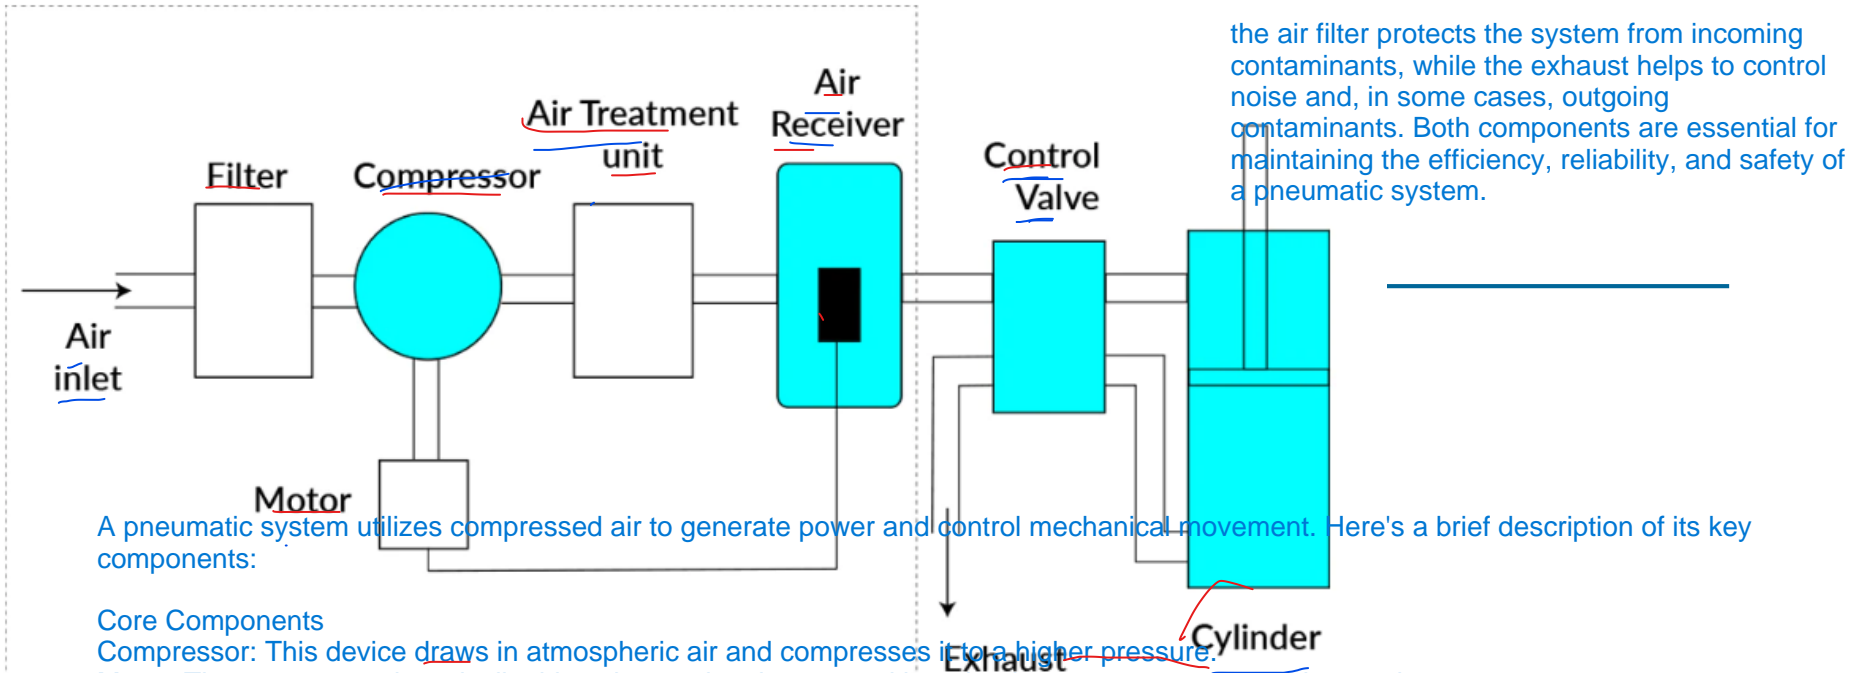 the air filter protects the system from incoming
contaminants, while the exhaust helps to control
noise and, in some cases, outgoing
contaminants. Both components are essential for
maintaining the efficiency, reliability, and safety of
a pneumatic system.
Air
Receiver
Air Treatment
unit
Control
Valve
Filter
Compressor
Air
inlet
Motor
A pneumatic system utilizes compressed air to generate power and control mechanical movement. Here's a brief description of its key
components:
Core Components
Compressor: This device draws in atmospheric air and compresses it to a higher pressure.
Cylinder
Exhaust